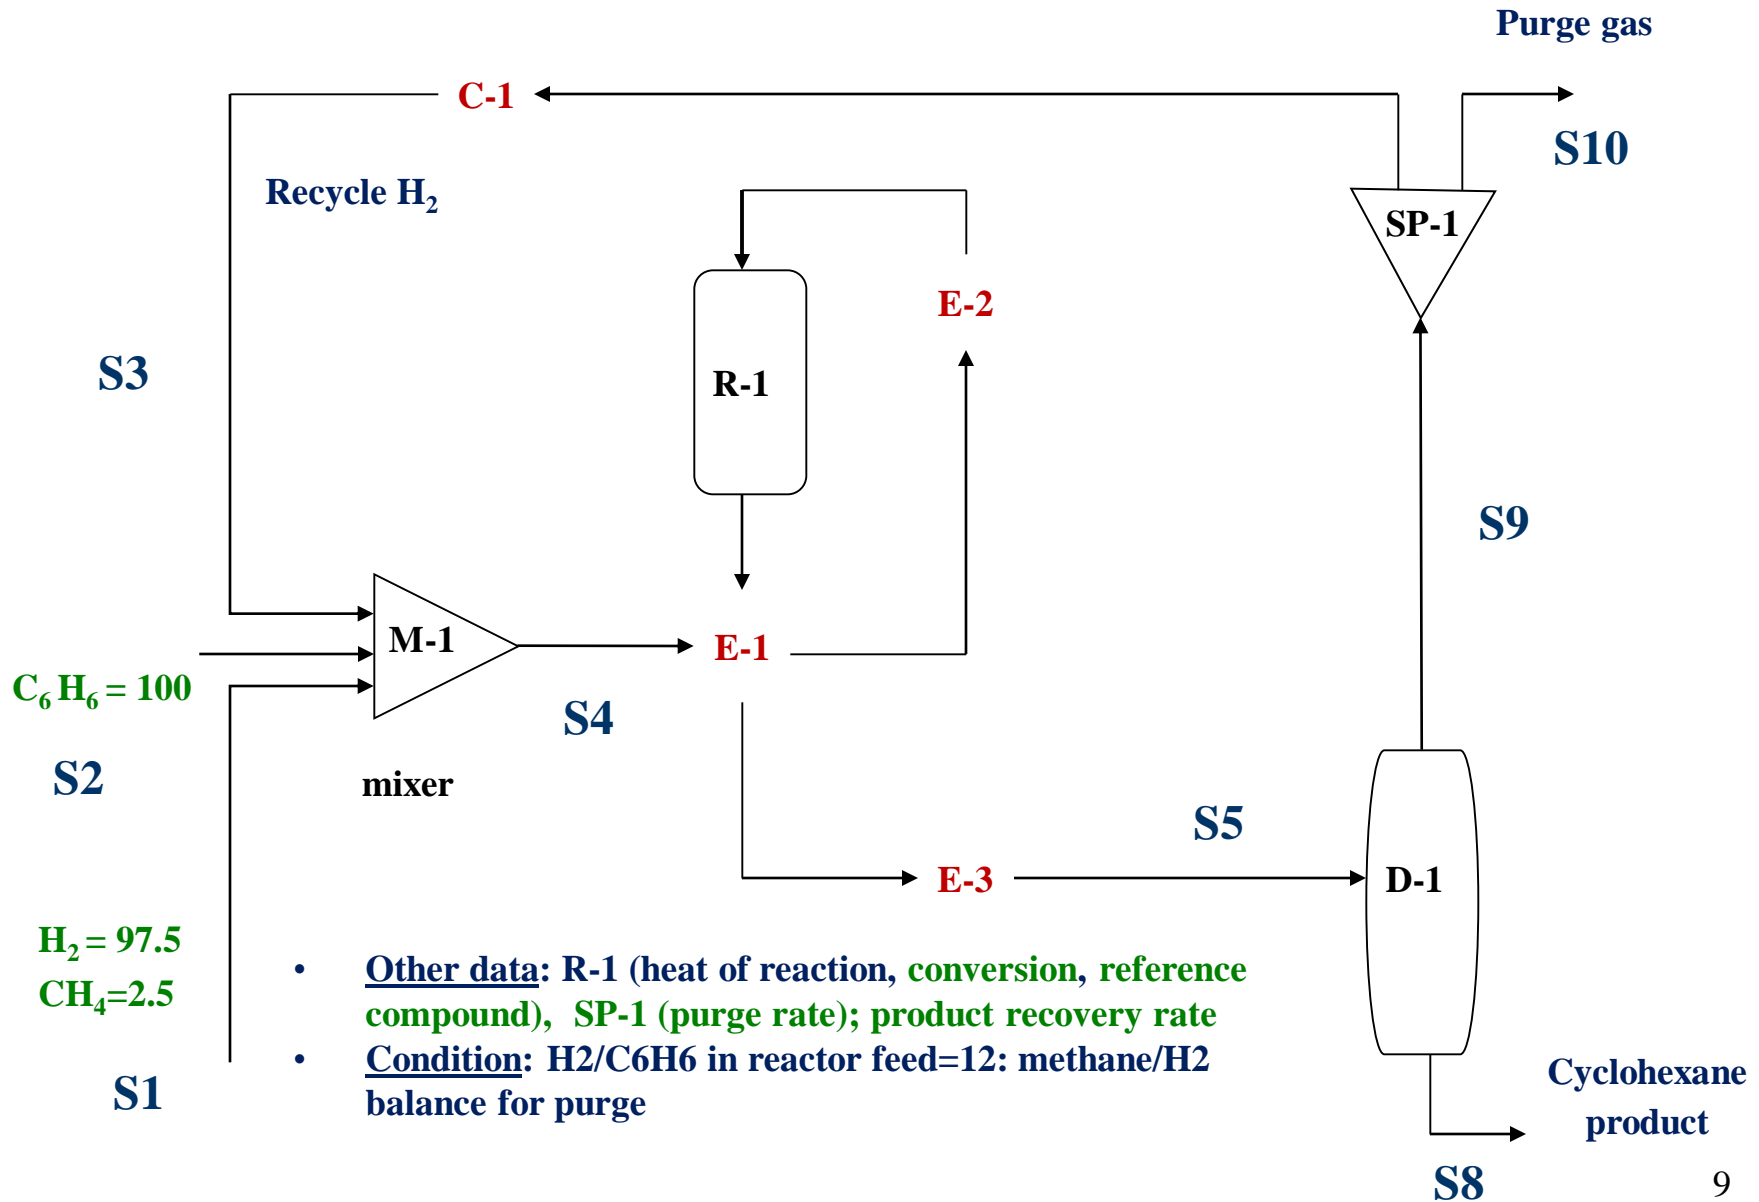 Purge gas
C-1
S10
Recycle H₂
SP-1
E-2
S3
R-1
S9
M-1
E-1
C₆ H₆ = 100
S4
S2
mixer
S5
E-3
D-1
H₂ = 97.5
CH₄=2.5
• Other data: R-1 (heat of reaction, conversion, reference
compound), SP-1 (purge rate); product recovery rate
• Condition: H2/C6H6 in reactor feed=12: methane/H2
balance for purge
S1
Cyclohexane
product
S8
9